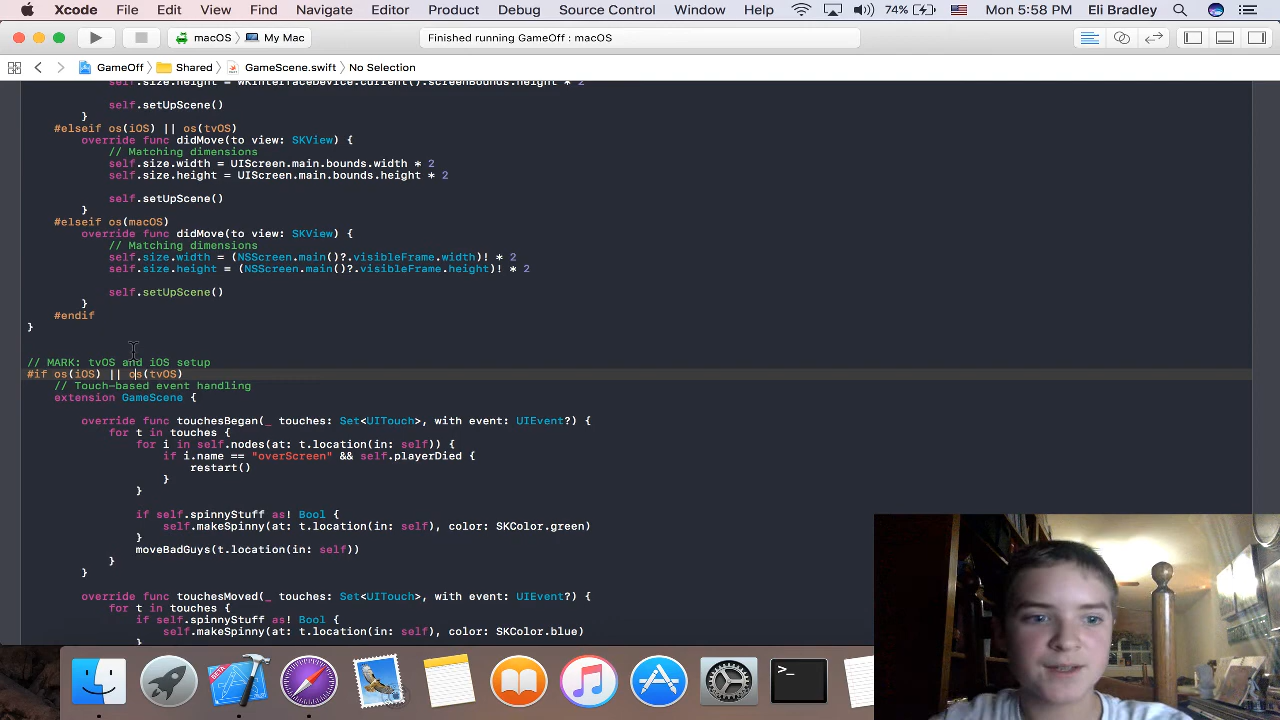 Xcode File Edit View Find Navigate Editor Product Debug Source Control Window Help 74% Mon 5:58 PM Eli Bradley
macOS My Mac Finished running GameOff : macOS
GameOff Shared GameScene.swift No Selection
self.size.height = WKInterfaceDevice.current().screenBounds.height * 2
self.setUpScene()
}
#elseif os(iOS) || os(tvOS)
override func didMove(to view: SKView) {
// Matching dimensions
self.size.width = UIScreen.main.bounds.width * 2
self.size.height = UIScreen.main.bounds.height * 2
self.setUpScene()
}
#elseif os(macOS)
override func didMove(to view: SKView) {
// Matching dimensions
self.size.width = (NSScreen.main()?.visibleFrame.width)! * 2
self.size.height = (NSScreen.main()?.visibleFrame.height)! * 2
self.setUpScene()
}
#endif
}
// MARK: tvOS and iOS setup
#if os(iOS) || os(tvOS)
// Touch-based event handling
extension GameScene {
override func touchesBegan(_ touches: Set<UITouch>, with event: UIEvent?) {
for t in touches {
for i in self.nodes(at: t.location(in: self)) {
if i.name == "overScreen" && self.playerDied {
restart()
}
}
if self.spinnyStuff as! Bool {
self.makeSpinny(at: t.location(in: self), color: SKColor.green)
}
moveBadGuys(t.location(in: self))
}
}
override func touchesMoved(_ touches: Set<UITouch>, with event: UIEvent?) {
for t in touches {
if self.spinnyStuff as! Bool {
self.makeSpinny(at: t.location(in: self), color: SKColor.blue)
}